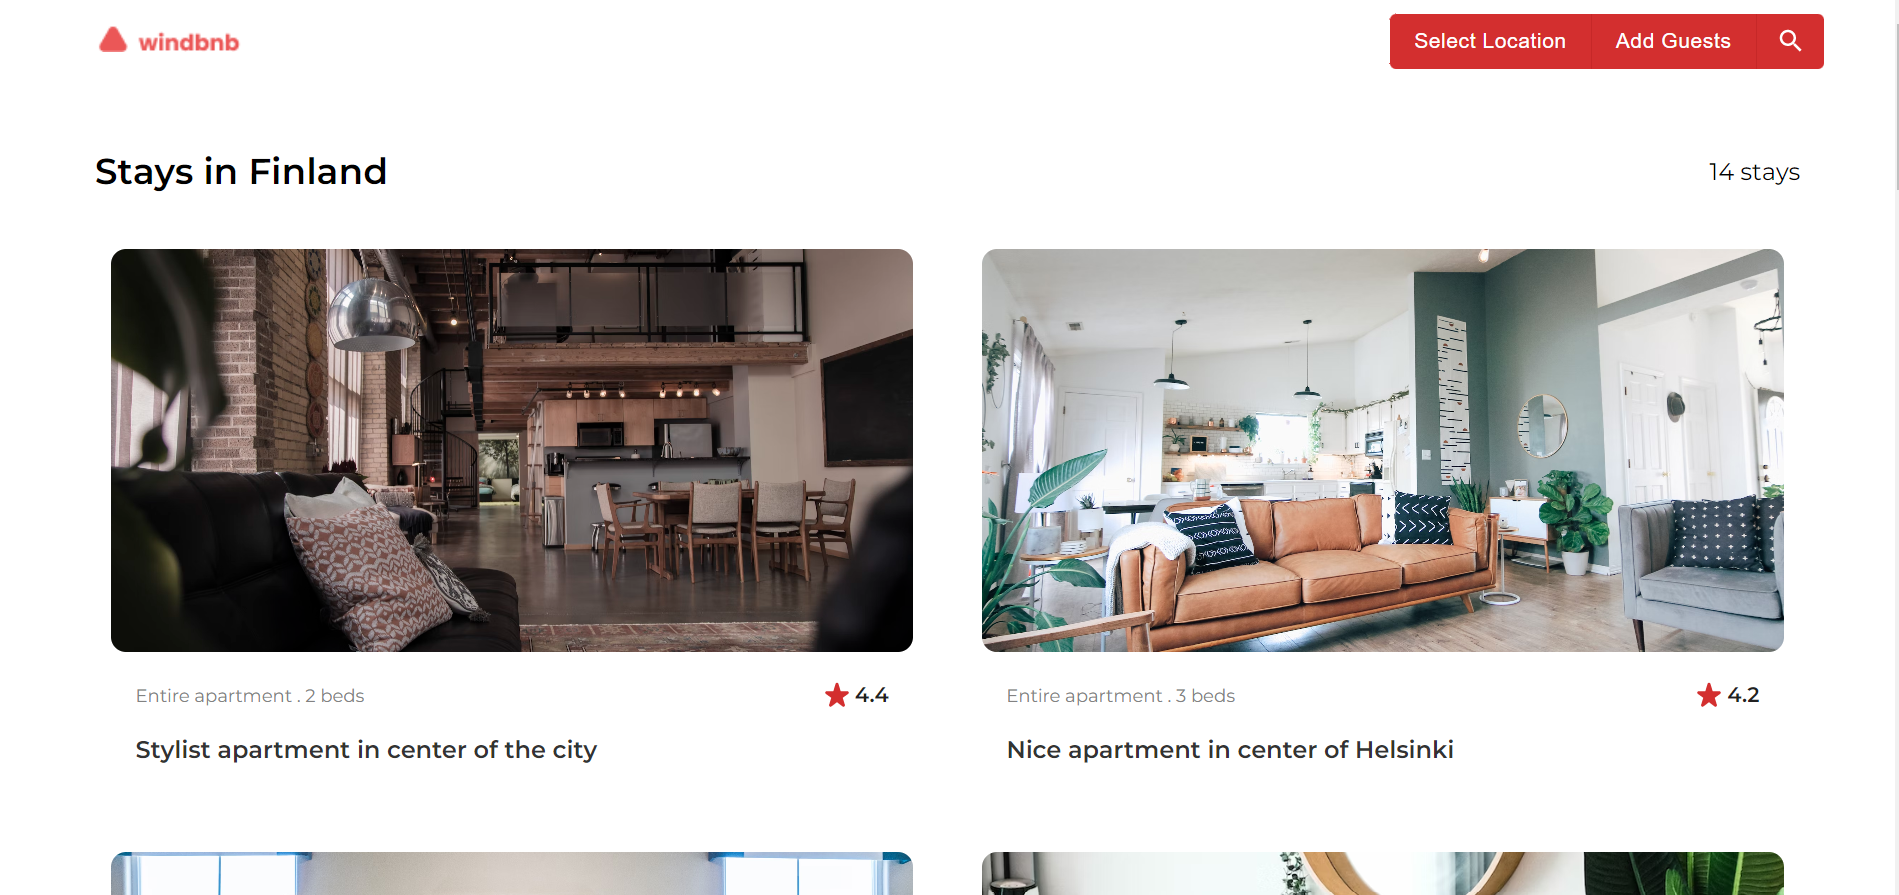 windbnb
Select Location Add Guests
Stays in Finland
14 stays
Entire apartment . 2 beds
4.4
Stylist apartment in center of the city
Entire apartment . 3 beds
4.2
Nice apartment in center of Helsinki